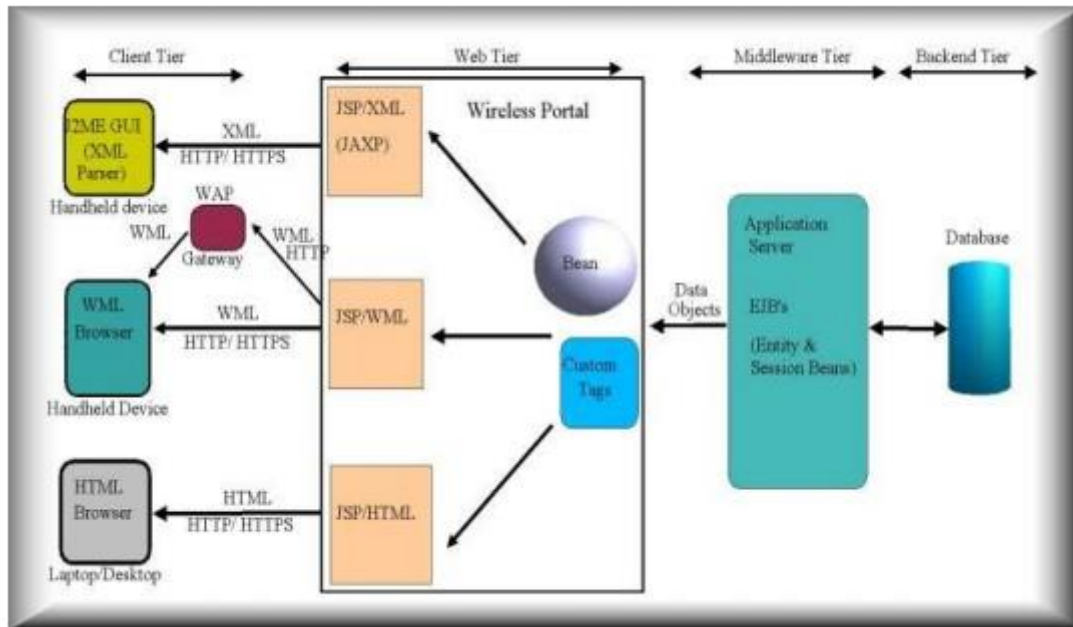 Client Tier
Web Tier
Middleware Tier
Backend Tier
J2ME GUI
(XML
Parser)
Handheld device
XML
HTTP/ HTTPS
JSP/XML
(JAXP)
Wireless Portal
WAP
Gateway
WML
WML
HTTP
WML
Browser
Handheld Device
WML
HTTP/ HTTPS
JSP/WML
Bean
Custom
Tags
Data
Objects
Application
Server
EJB's
(Entity &
Session Beans)
Database
HTML
Browser
Laptop/Desktop
HTML
HTTP/ HTTPS
JSP/HTML